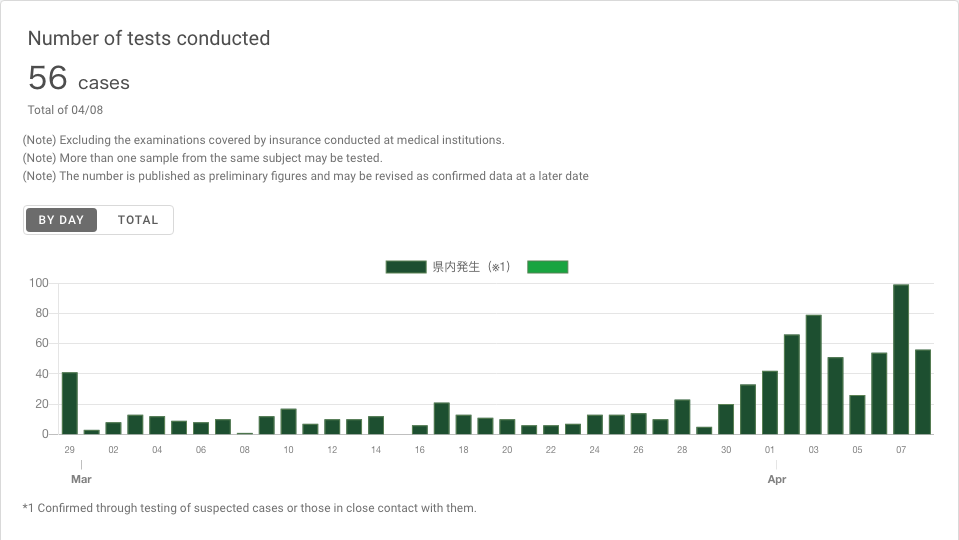 Number of tests conducted
56 cases
Total of 04/08
(Note) Excluding the examinations covered by insurance conducted at medical institutions.
(Note) More than one sample from the same subject may be tested.
(Note) The number is published as preliminary figures and may be revised as confirmed data at a later date
BY DAY TOTAL
県内発生（※1）
100
80
60
40
20
0
29 02 04 06 08 10 12 14 16 18 20 22 24 26 28 30 01 03 05 07
Mar Apr
*1 Confirmed through testing of suspected cases or those in close contact with them.